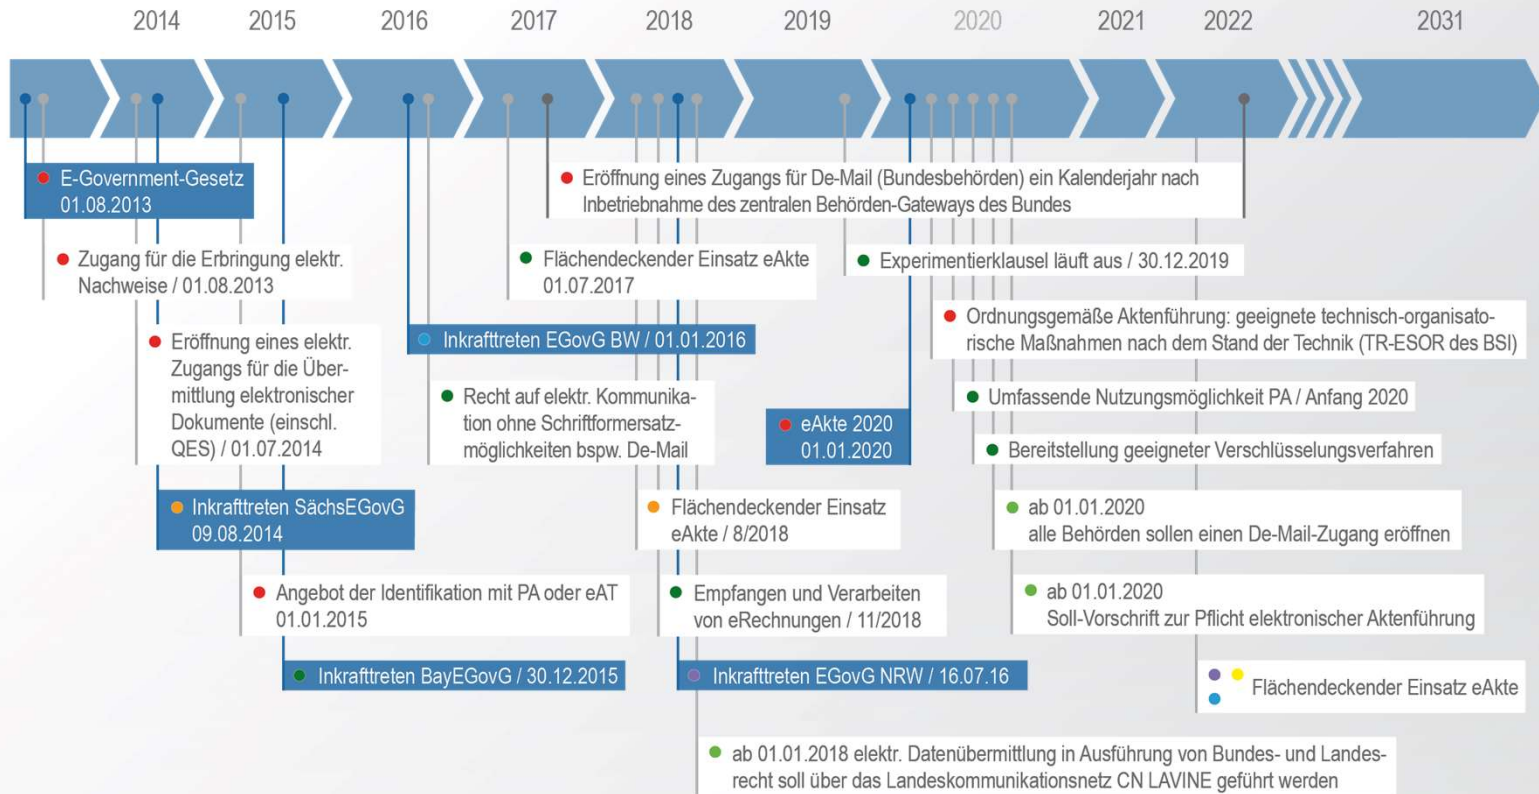 2014 2015 2016 2017 2018 2019 2020 2021 2022 2031
E-Government-Gesetz
01.08.2013
Eröffnung eines Zugangs für De-Mail (Bundesbehörden) ein Kalenderjahr nach
Inbetriebnahme des zentralen Behörden-Gateways des Bundes
Zugang für die Erbringung elektr.
Nachweise / 01.08.2013
Flächendeckender Einsatz eAkte
01.07.2017
Experimentierklausel läuft aus / 30.12.2019
Eröffnung eines elektr.
Zugangs für die Über-
mittlung elektronischer
Dokumente (einschl.
QES) / 01.07.2014
Inkrafttreten EGovG BW / 01.01.2016
Ordnungsgemäße Aktenführung: geeignete technisch-organisato-
rische Maßnahmen nach dem Stand der Technik (TR-ESOR des BSI)
Recht auf elektr. Kommunika-
tion ohne Schriftformersatz-
möglichkeiten bspw. De-Mail
eAkte 2020
01.01.2020
Umfassende Nutzungsmöglichkeit PA / Anfang 2020
Bereitstellung geeigneter Verschlüsselungsverfahren
Inkrafttreten SächsEGovG
09.08.2014
Flächendeckender Einsatz
eAkte / 8/2018
ab 01.01.2020
alle Behörden sollen einen De-Mail-Zugang eröffnen
Angebot der Identifikation mit PA oder eAT
01.01.2015
Empfangen und Verarbeiten
von eRechnungen / 11/2018
ab 01.01.2020
Soll-Vorschrift zur Pflicht elektronischer Aktenführung
Inkrafttreten BayEGovG / 30.12.2015
Inkrafttreten EGovG NRW / 16.07.16
Flächendeckender Einsatz eAkte
ab 01.01.2018 elektr. Datenübermittlung in Ausführung von Bundes- und Landes-
recht soll über das Landeskommunikationsnetz CN LAVINE geführt werden